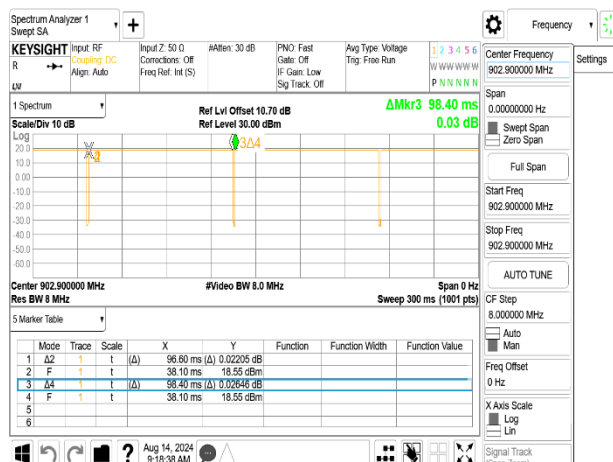 Spectrum Analyzer 1
Swept SA
+
Frequency
KEYSIGHT
Input: RF
Coupling: DC
Align: Auto
Input Z: 50 Ω
Corrections: Off
Freq Ref: Int (S)
#Atten: 30 dB
PNO: Fast
Gate: Off
IF Gain: Low
Sig Track: Off
Avg Type: Voltage
Trig: Free Run
1 2 3 4 5 6
W W W W W W
P N N N N N
R
LXI
1 Spectrum
Scale/Div 10 dB
Ref Lvl Offset 10.70 dB
Ref Level 30.00 dBm
ΔMkr3 98.40 ms
0.03 dB
Log
20.0
10.0
0.00
-10.0
-20.0
-30.0
-40.0
-50.0
-60.0
3Δ4
Center 902.900000 MHz
#Video BW 8.0 MHz
Span 0 Hz
Res BW 8 MHz
Sweep 300 ms (1001 pts)
5 Marker Table
Mode Trace Scale X Y Function Function Width Function Value
1 Δ2 1 t (Δ) 96.60 ms (Δ) 0.02205 dB
2 F 1 t 38.10 ms 18.55 dBm
3 Δ4 1 t (Δ) 98.40 ms (Δ) 0.02646 dB
4 F 1 t 38.10 ms 18.55 dBm
5
6
Aug 14, 2024
9:18:38 AM
?
Center Frequency
902.900000 MHz
Settings
Span
0.00000000 Hz
Swept Span
Zero Span
Full Span
Start Freq
902.900000 MHz
Stop Freq
902.900000 MHz
AUTO TUNE
CF Step
8.000000 MHz
Auto
Man
Freq Offset
0 Hz
X Axis Scale
Log
Lin
Signal Track